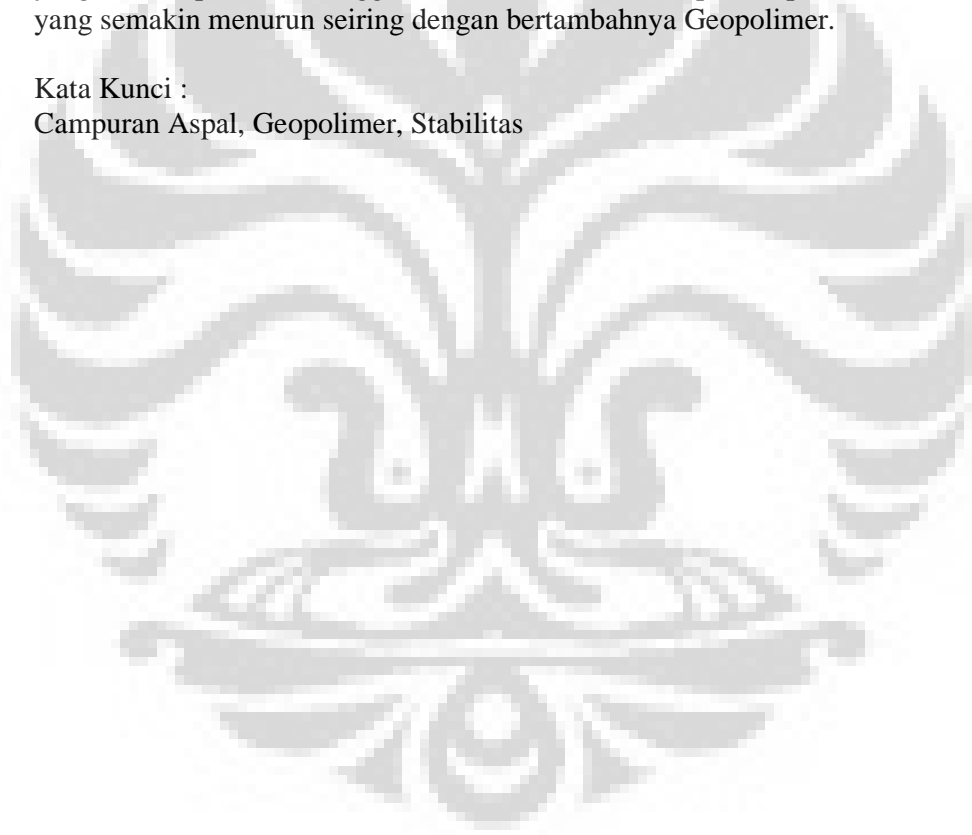 yang semakin menurun seiring dengan bertambahnya Geopolimer.
Kata Kunci :
Campuran Aspal, Geopolimer, Stabilitas